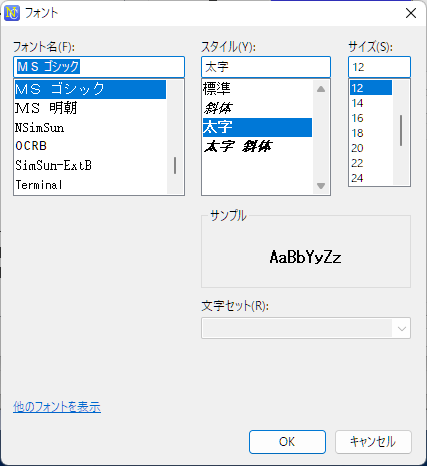 フォント
フォント名(F):
スタイル(Y):
サイズ(S):
ＭＳ ゴシック
太字
12
ＭＳ ゴシック
ＭＳ 明朝
NSimSun
OCRB
SimSun-ExtB
Terminal
標準
斜体
太字
太字 斜体
12
14
16
18
20
22
24
サンプル
AaBbYyZz
文字セット(R):
他のフォントを表示
OK
キャンセル